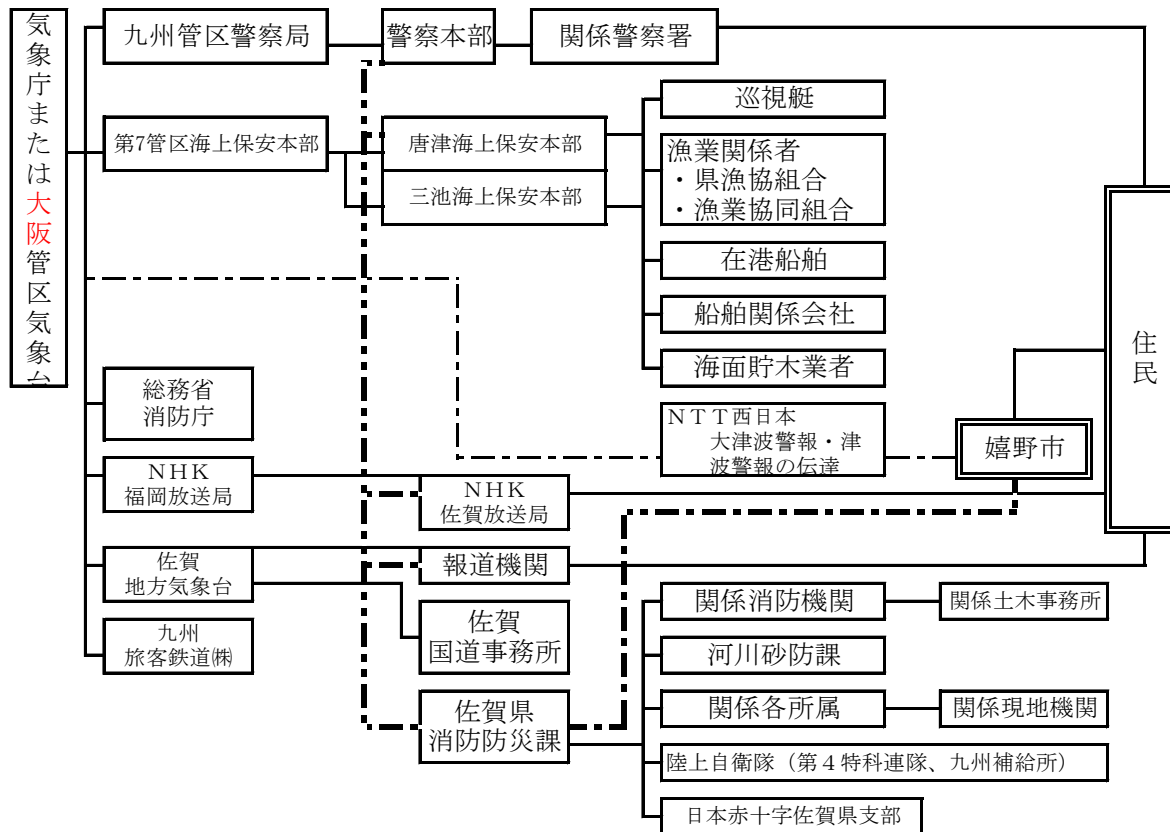 気象庁または大阪管区気象台
九州管区警察局
警察本部
関係警察署
巡視艇
第7管区海上保安本部
唐津海上保安本部
三池海上保安本部
漁業関係者
・県漁協組合
・漁業協同組合
在港船舶
船舶関係会社
海面貯木業者
住民
総務省
消防庁
ＮＴＴ西日本
大津波警報・津
波警報の伝達
嬉野市
ＮＨＫ
福岡放送局
ＮＨＫ
佐賀放送局
佐賀
地方気象台
報道機関
関係消防機関
関係土木事務所
佐賀
国道事務所
九州
旅客鉄道㈱
河川砂防課
佐賀県
消防防災課
関係各所属
関係現地機関
陸上自衛隊（第４特科連隊、九州補給所）
日本赤十字佐賀県支部